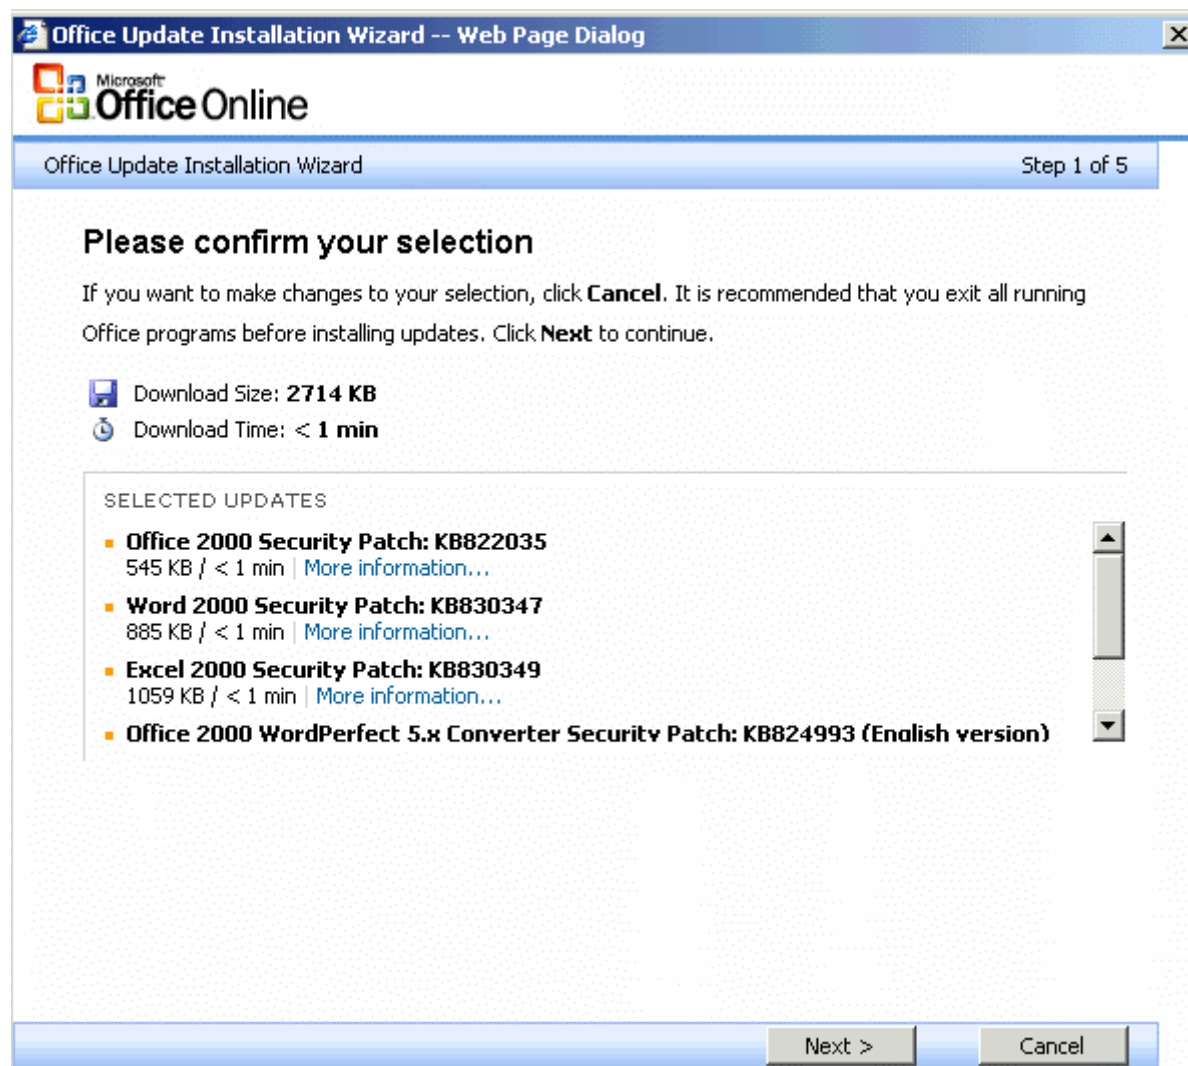 Office Update Installation Wizard -- Web Page Dialog
Microsoft
Office Online
Office Update Installation Wizard Step 1 of 5
Please confirm your selection
If you want to make changes to your selection, click Cancel. It is recommended that you exit all running
Office programs before installing updates. Click Next to continue.
Download Size: 2714 KB
Download Time: < 1 min
SELECTED UPDATES
Office 2000 Security Patch: KB822035
545 KB / < 1 min | More information...
Word 2000 Security Patch: KB830347
885 KB / < 1 min | More information...
Excel 2000 Security Patch: KB830349
1059 KB / < 1 min | More information...
Office 2000 WordPerfect 5.x Converter Security Patch: KB824993 (English version)
Next > Cancel